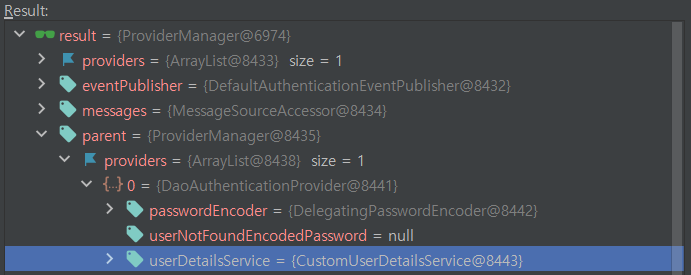 Result:
result = {ProviderManager@6974}
providers = {ArrayList@8433} size = 1
eventPublisher = {DefaultAuthenticationEventPublisher@8432}
messages = {MessageSourceAccessor@8434}
parent = {ProviderManager@8435}
providers = {ArrayList@8438} size = 1
{..} 0 = {DaoAuthenticationProvider@8441}
passwordEncoder = {DelegatingPasswordEncoder@8442}
userNotFoundEncodedPassword = null
userDetailsService = {CustomUserDetailsService@8443}